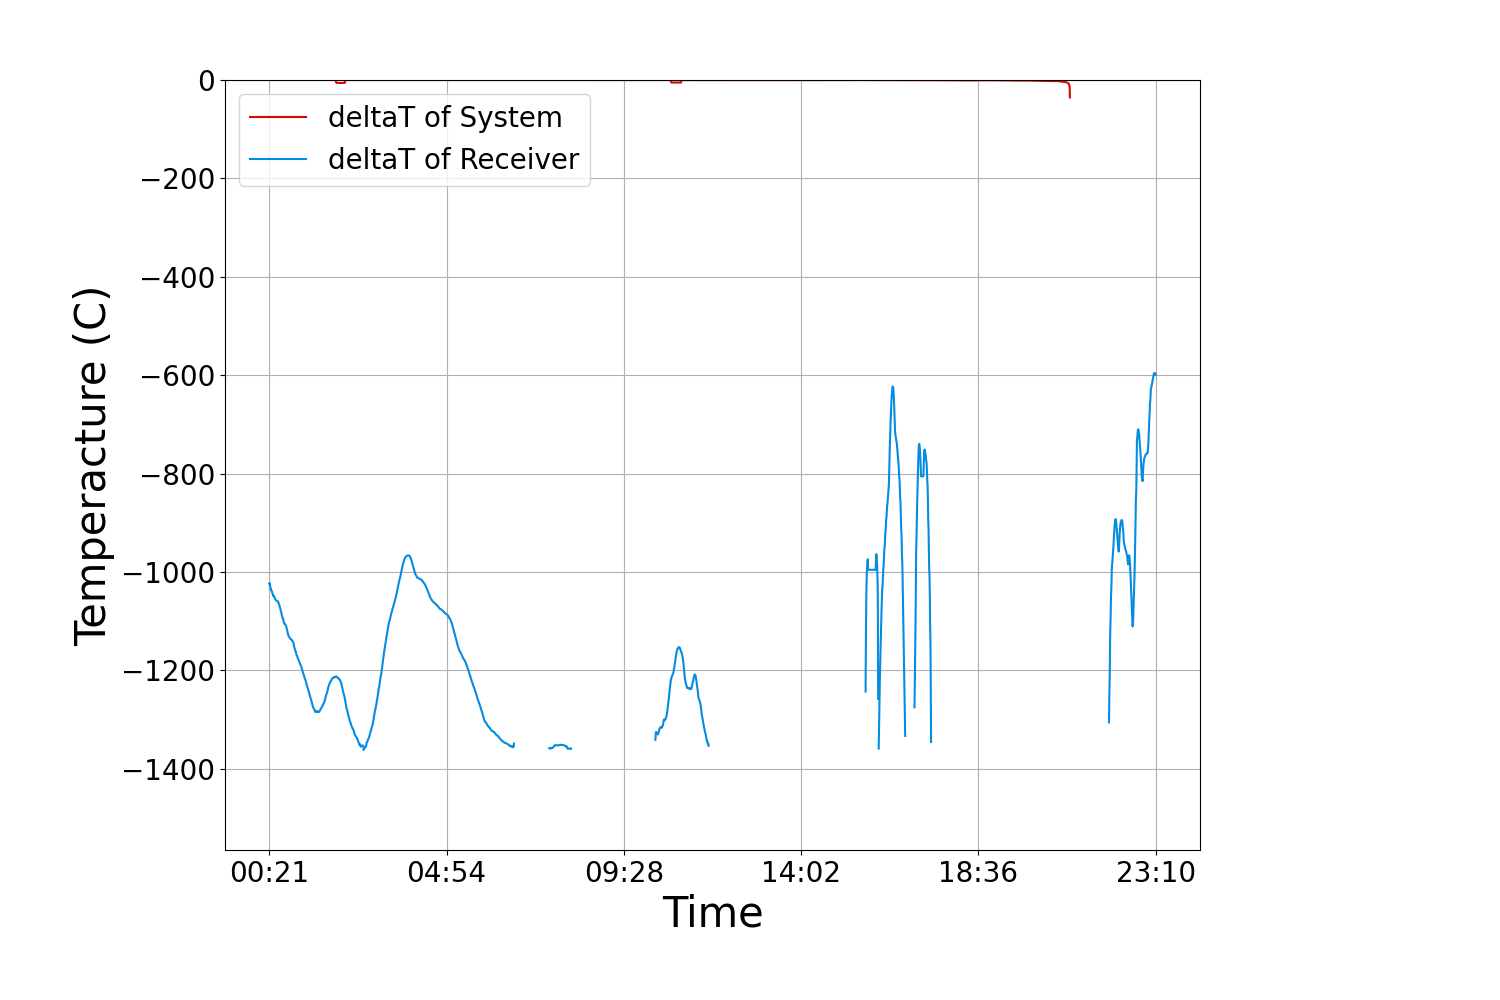 0
−200
−400
−600
−800
−1000
−1200
−1400
Temperacture (C)
deltaT of System
deltaT of Receiver
00:21 04:54 09:28 14:02 18:36 23:10
Time